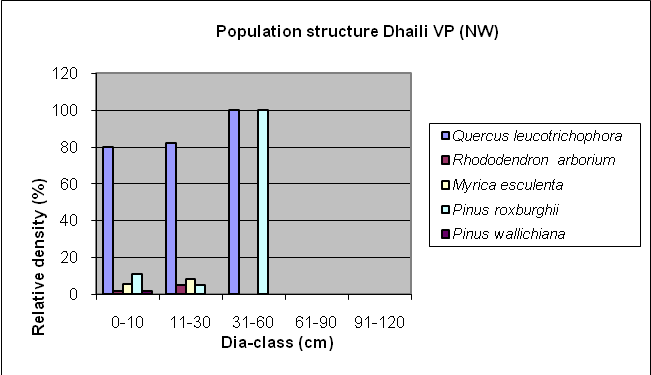 Population structure Dhaili VP (NW)
120
100
80
60
40
20
0
Relative density (%)
0-10 11-30 31-60 61-90 91-120
Dia-class (cm)
Quercus leucotrichophora
Rhododendron arborium
Myrica esculenta
Pinus roxburghii
Pinus wallichiana